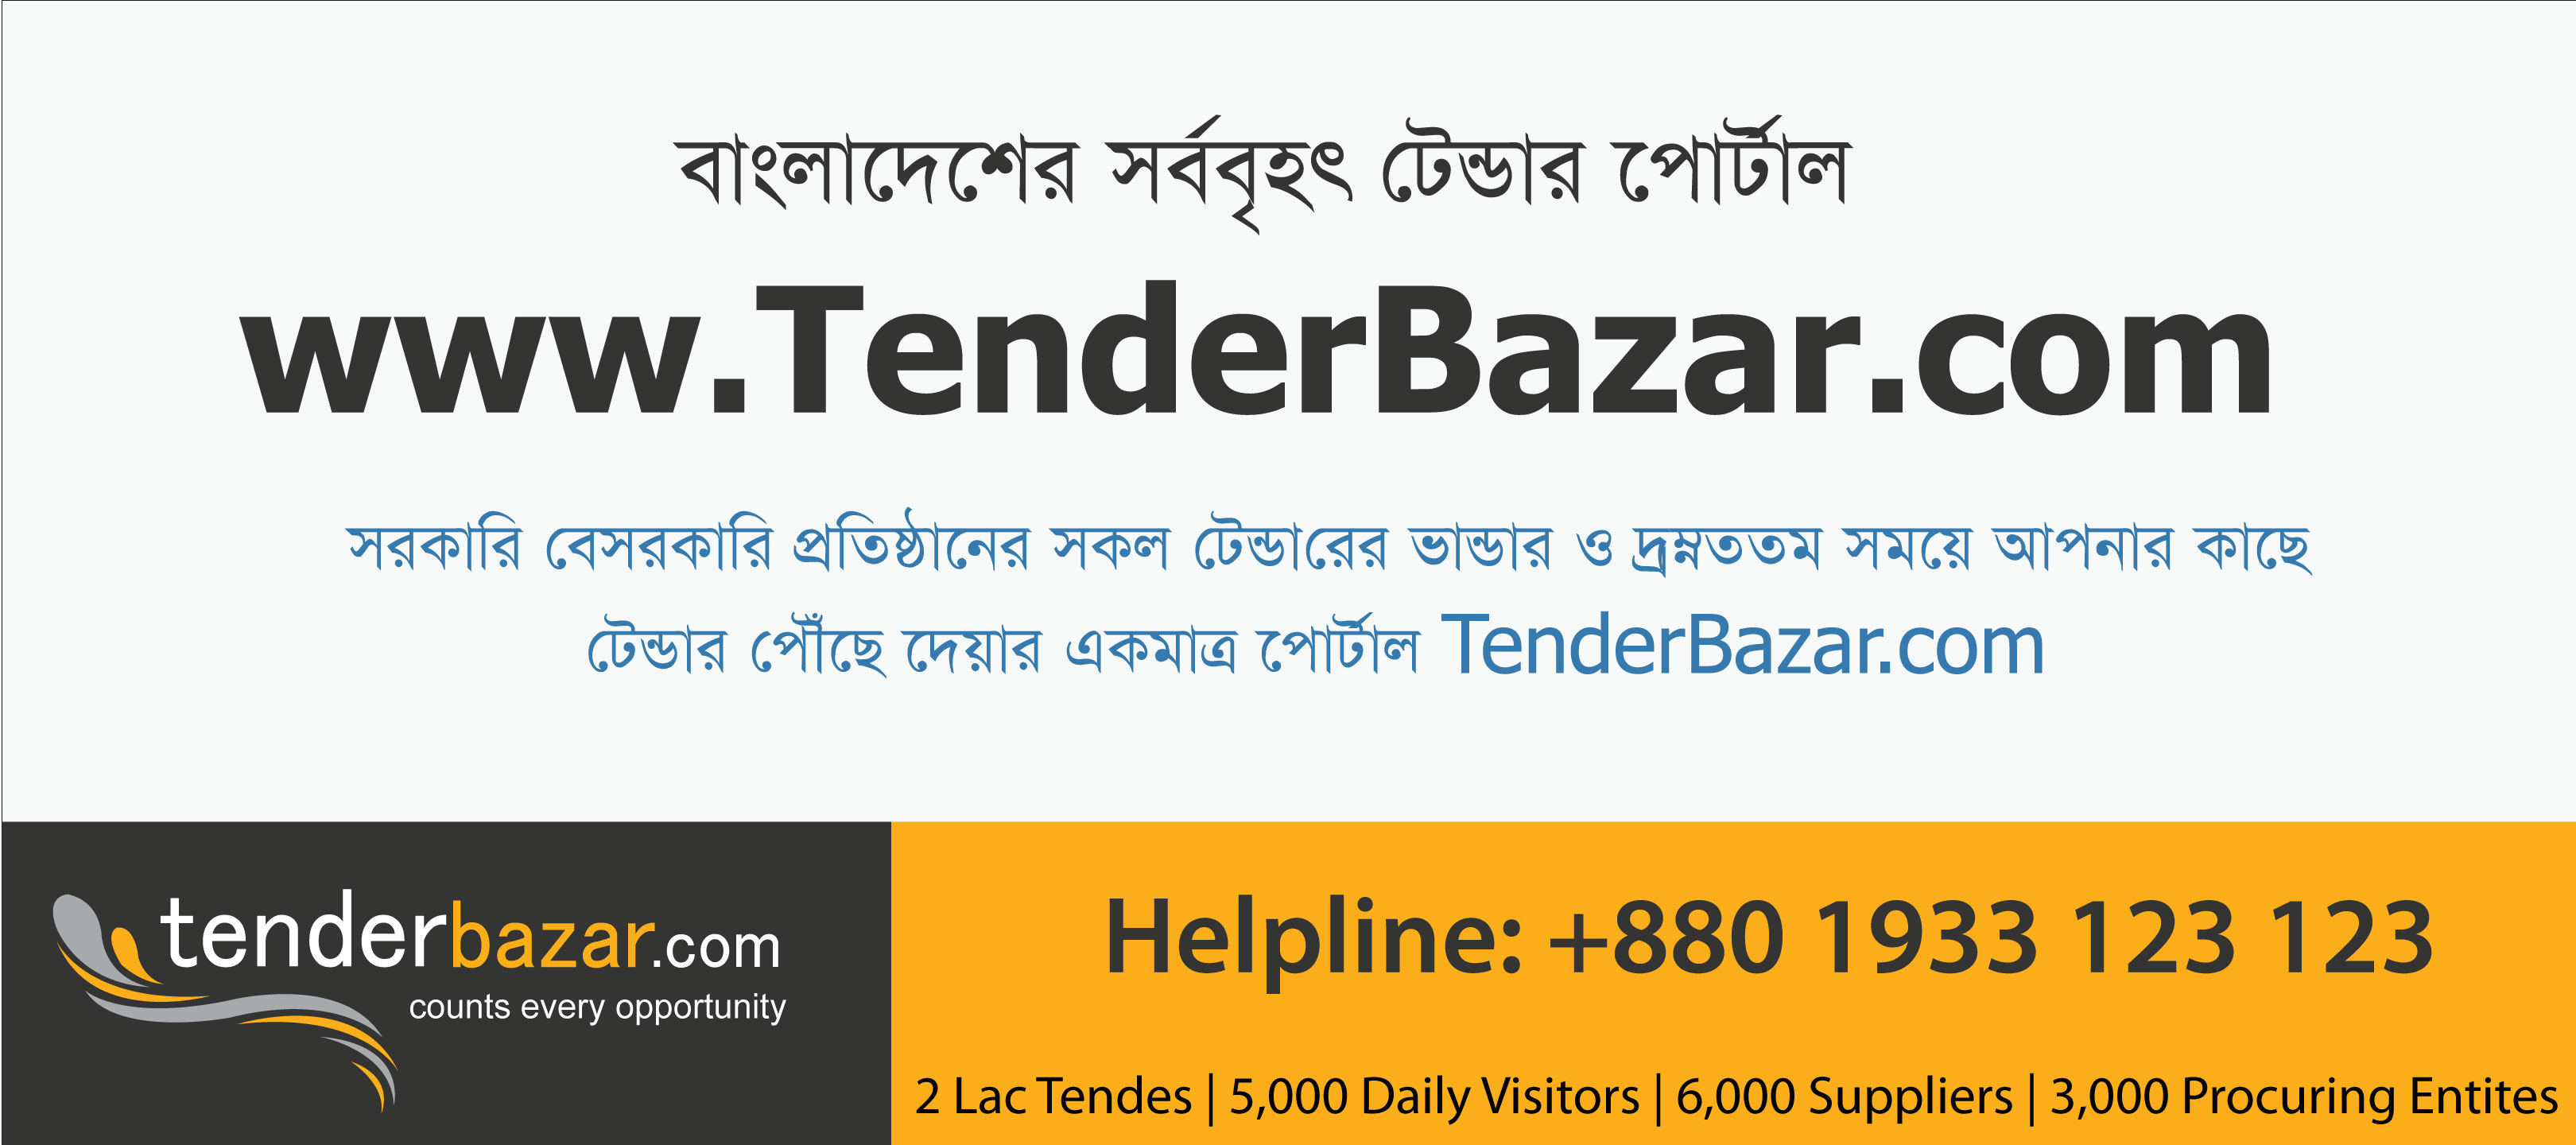 বাংলাদেশের সর্ববৃহৎ টেন্ডার পোর্টাল
www.TenderBazar.com
সরকারি বেসরকারি প্রতিষ্ঠানের সকল টেন্ডারের ভান্ডার ও দ্রম্নততম সময়ে আপনার কাছে
টেন্ডার পৌঁছে দেয়ার একমাত্র পোর্টাল TenderBazar.com
tenderbazar.com
counts every opportunity
Helpline: +880 1933 123 123
2 Lac Tendes | 5,000 Daily Visitors | 6,000 Suppliers | 3,000 Procuring Entites